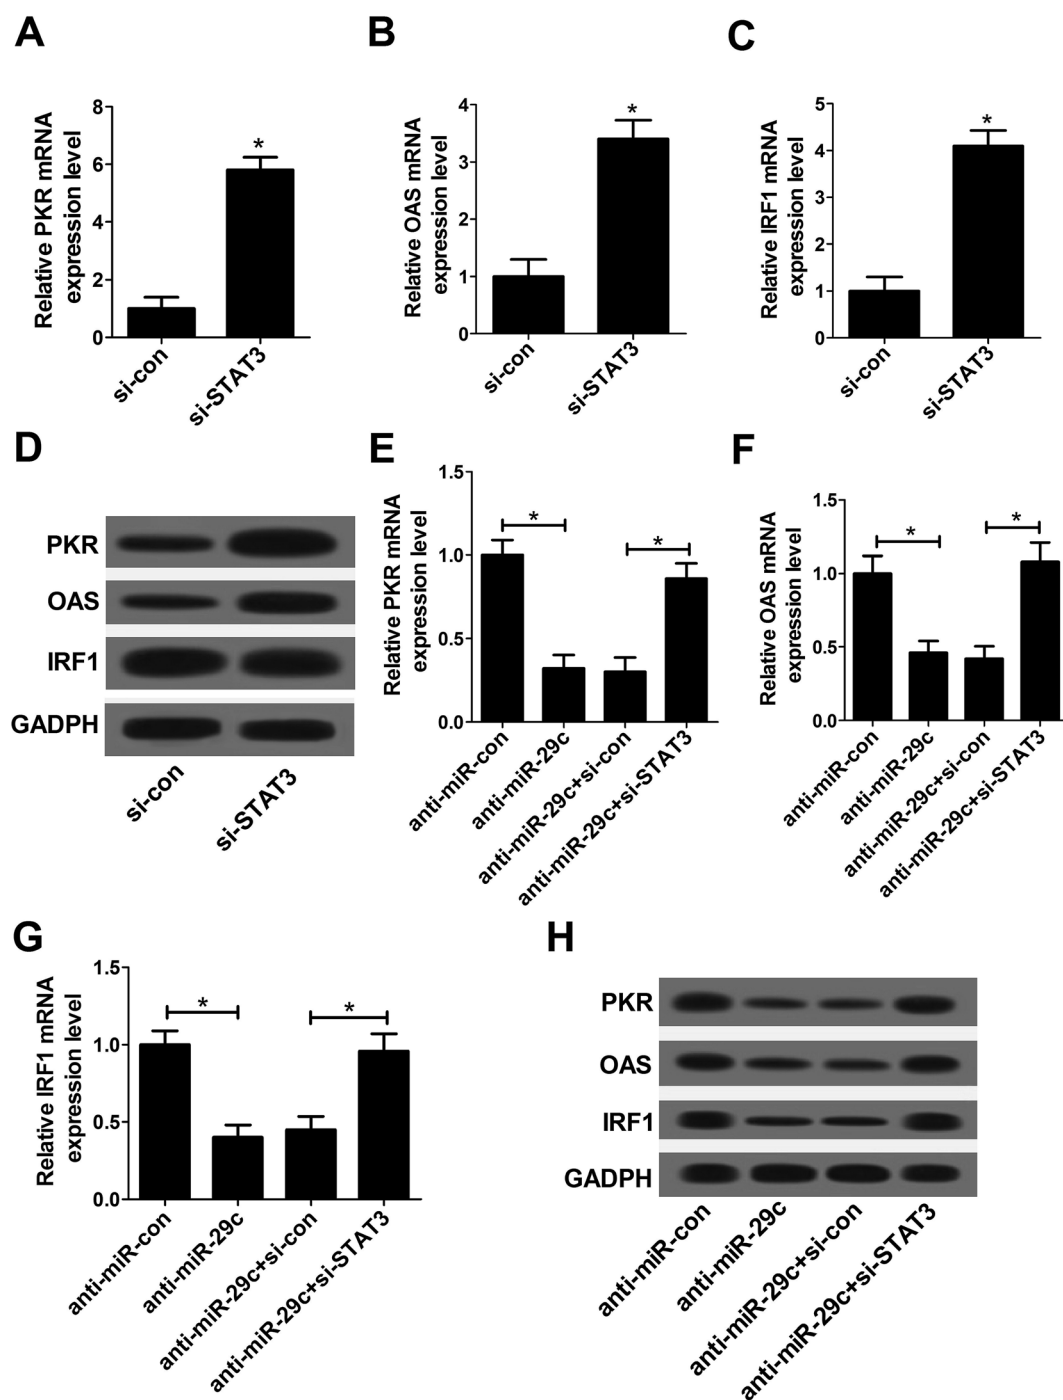 A
Relative PKR mRNA
expression level
8
6
4
2
0
*
si-con
si-STAT3
B
Relative OAS mRNA
expression level
4
3
2
1
0
*
si-con
si-STAT3
C
Relative IRF1 mRNA
expression level
5
4
3
2
1
0
*
si-con
si-STAT3
D
PKR
OAS
IRF1
GADPH
si-con
si-STAT3
E
Relative PKR mRNA
expression level
1.5
1.0
0.5
0.0
*
*
anti-miR-con
anti-miR-29c
anti-miR-29c+si-con
anti-miR-29c+si-STAT3
F
Relative OAS mRNA
expression level
1.5
1.0
0.5
0.0
*
*
anti-miR-con
anti-miR-29c
anti-miR-29c+si-con
anti-miR-29c+si-STAT3
G
Relative IRF1 mRNA
expression level
1.5
1.0
0.5
0.0
*
*
anti-miR-con
anti-miR-29c
anti-miR-29c+si-con
anti-miR-29c+si-STAT3
H
PKR
OAS
IRF1
GADPH
anti-miR-con
anti-miR-29c
anti-miR-29c+si-con
anti-miR-29c+si-STAT3